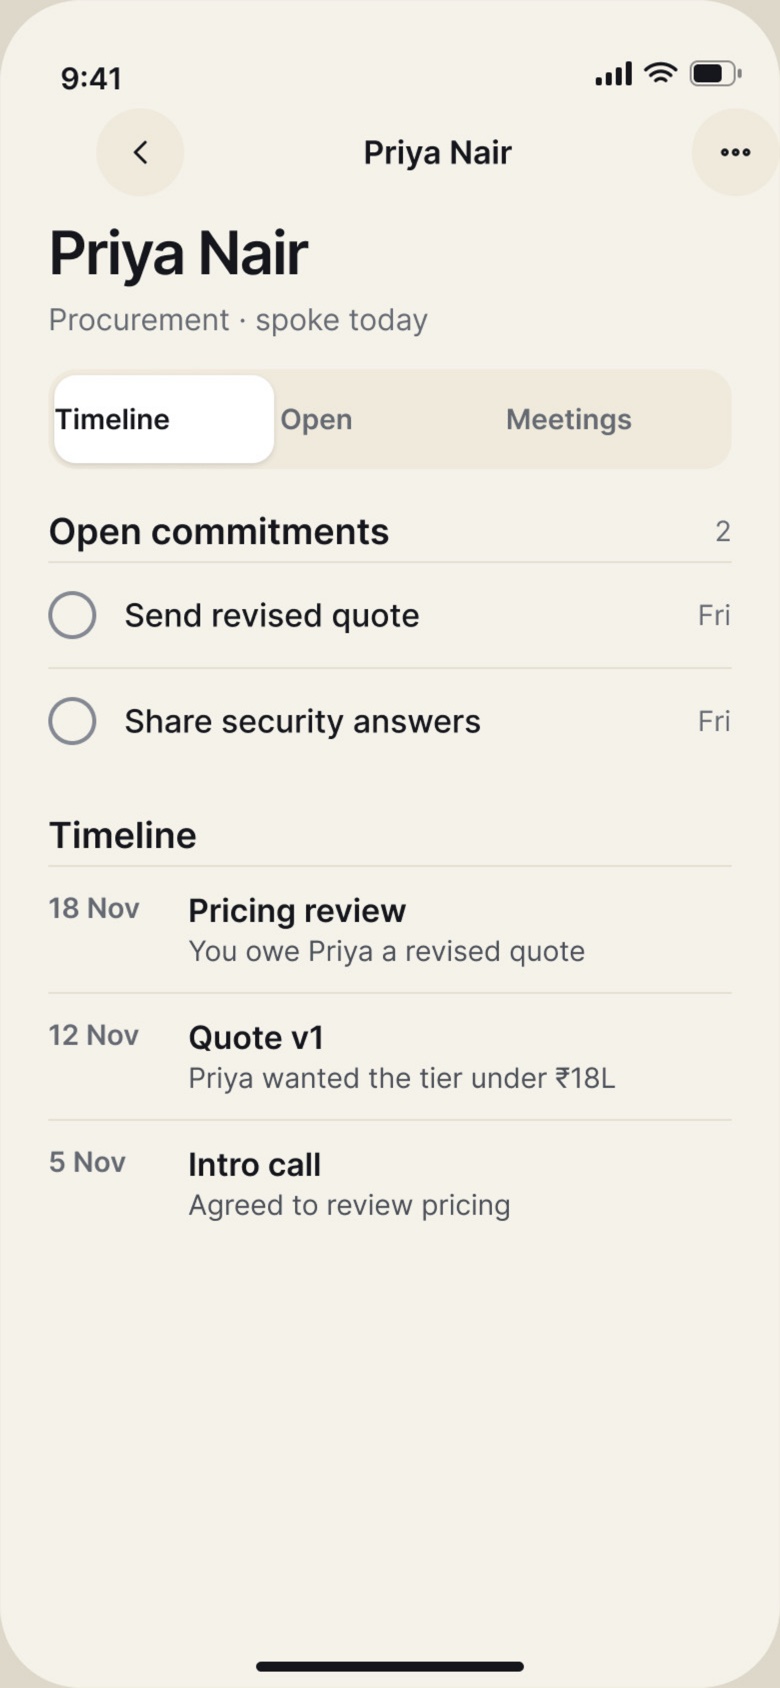 9:41
Priya Nair
Priya Nair
Procurement · spoke today
Timeline Open Meetings
Open commitments 2
Send revised quote Fri
Share security answers Fri
Timeline
18 Nov Pricing review
You owe Priya a revised quote
12 Nov Quote v1
Priya wanted the tier under ₹18L
5 Nov Intro call
Agreed to review pricing